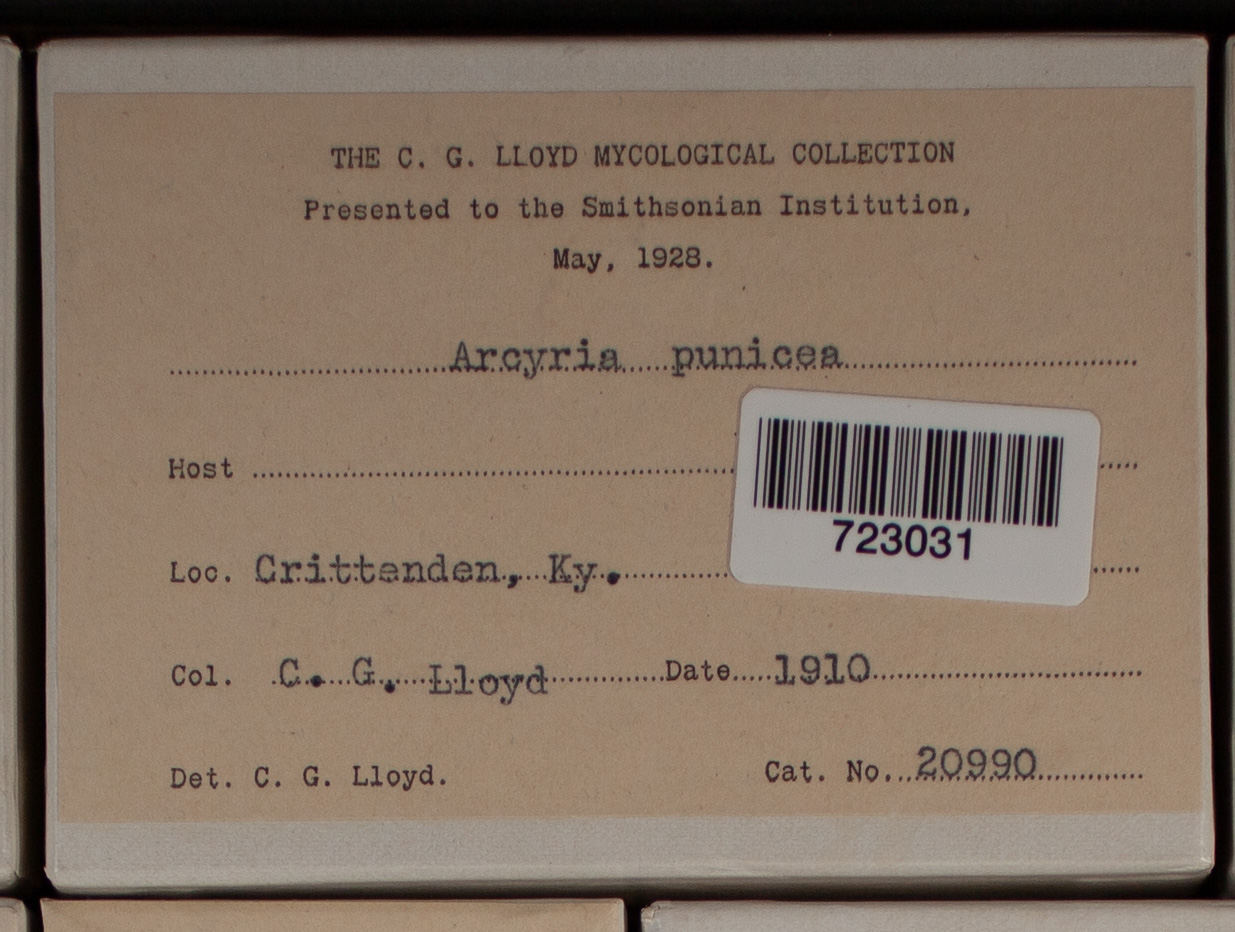 THE C. G. LLOYD MYCOLOGICAL COLLECTION
Presented to the Smithsonian Institution,
May, 1928.
Arcyria punicea
Host
723031
Loc. Crittenden, Ky.
Col. C. G. Lloyd Date 1910
Det. C. G. Lloyd. Cat. No. 20990